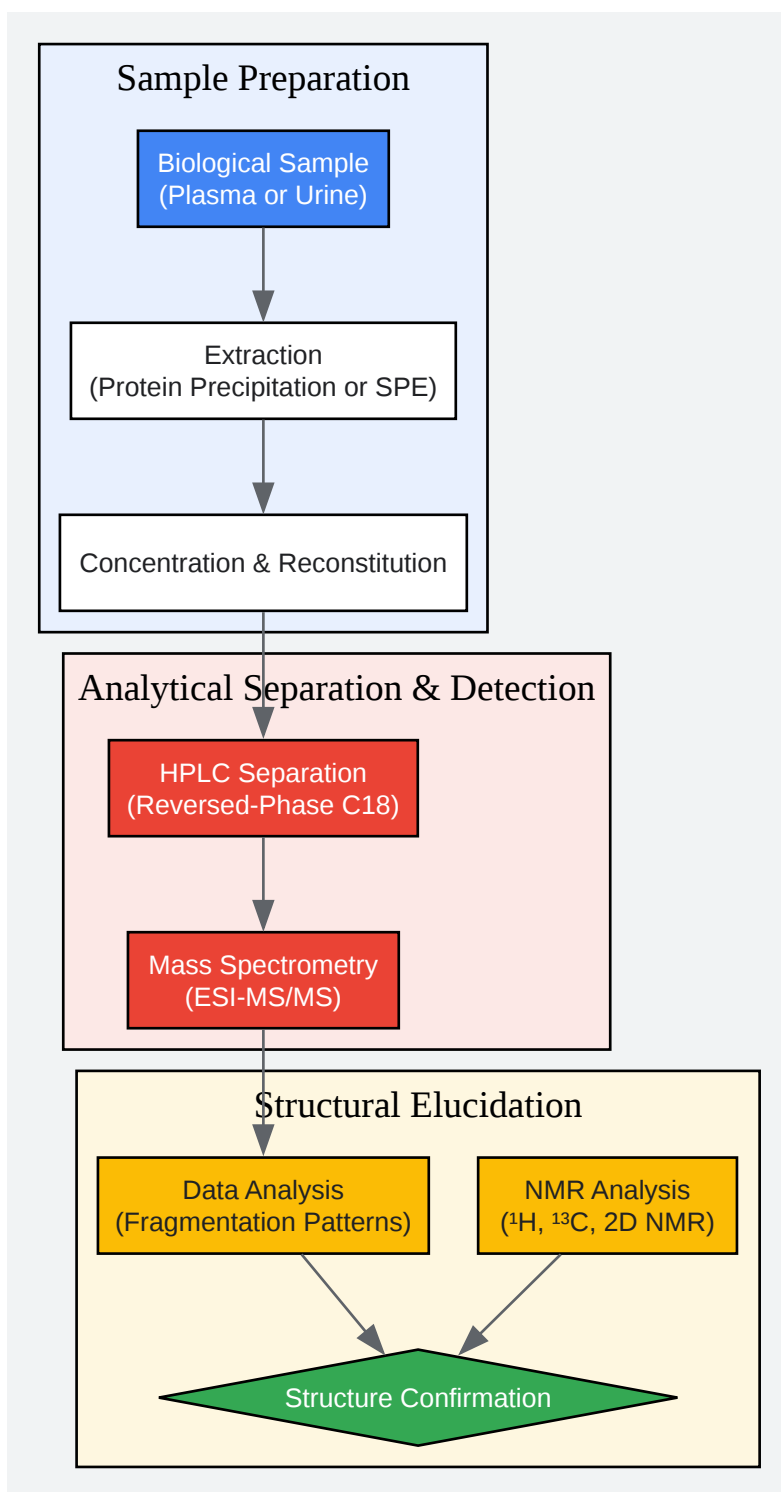 Sample Preparation
Biological Sample
(Plasma or Urine)
Extraction
(Protein Precipitation or SPE)
Concentration & Reconstitution
Analytical Separation & Detection
HPLC Separation
(Reversed-Phase C18)
Mass Spectrometry
(ESI-MS/MS)
Structural Elucidation
Data Analysis
(Fragmentation Patterns)
NMR Analysis
(¹H, ¹³C, 2D NMR)
Structure Confirmation